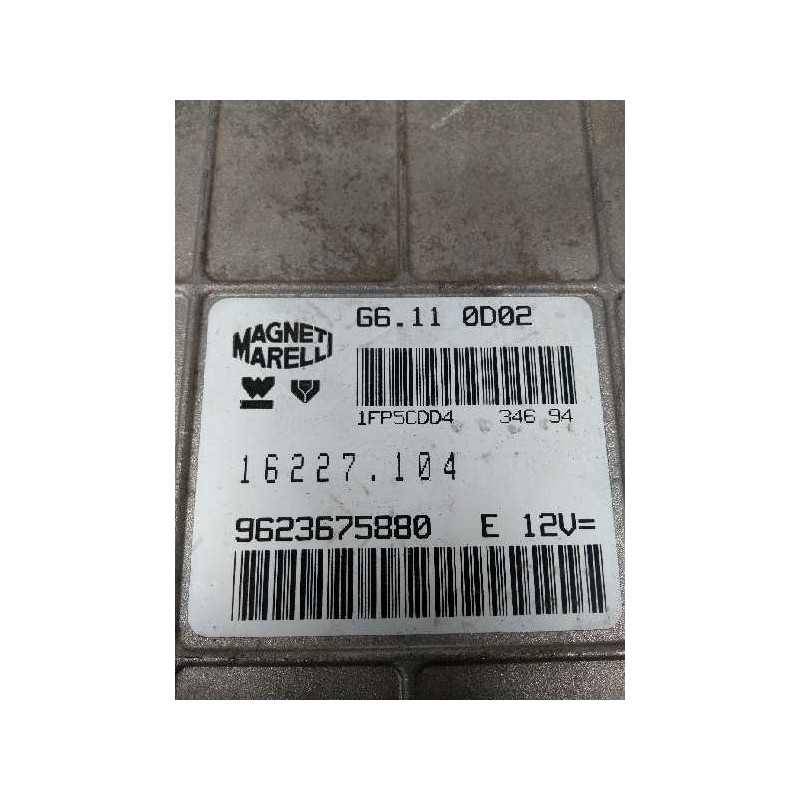 G6.11 0D02
MAGNETI
MARELLI
1FP5CDD4 346 94
16227.104
9623675880 E 12V=